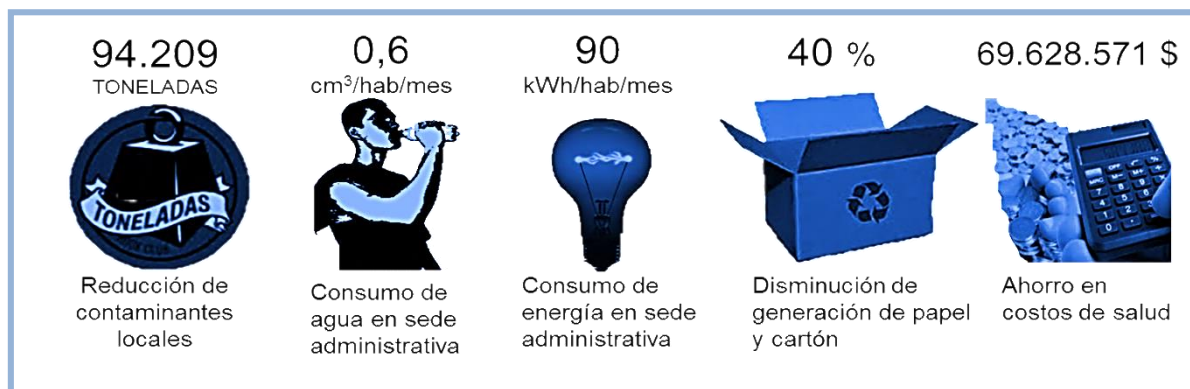 94.209
TONELADAS
TONELADAS
Reducción de
contaminantes
locales
0,6
cm³/hab/mes
Consumo de
agua en sede
administrativa
90
kWh/hab/mes
Consumo de
energía en sede
administrativa
40 %
Disminución de
generación de papel
y cartón
69.628.571 $
Ahorro en
costos de salud